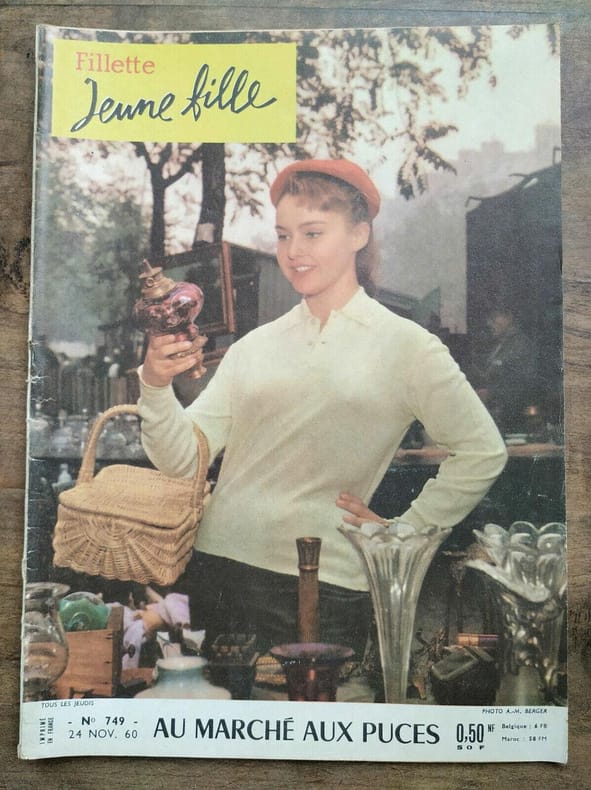 Fillette
Jeune fille
TOUS LES JEUDIS
PHOTO A.-M. BERGER
IMPRIMÉ
EN FRANCE
- No 749 -
24 NOV. 60
AU MARCHÉ AUX PUCES
0,50 NF
50 F
Belgique : 6 FB
Maroc : 58 FM